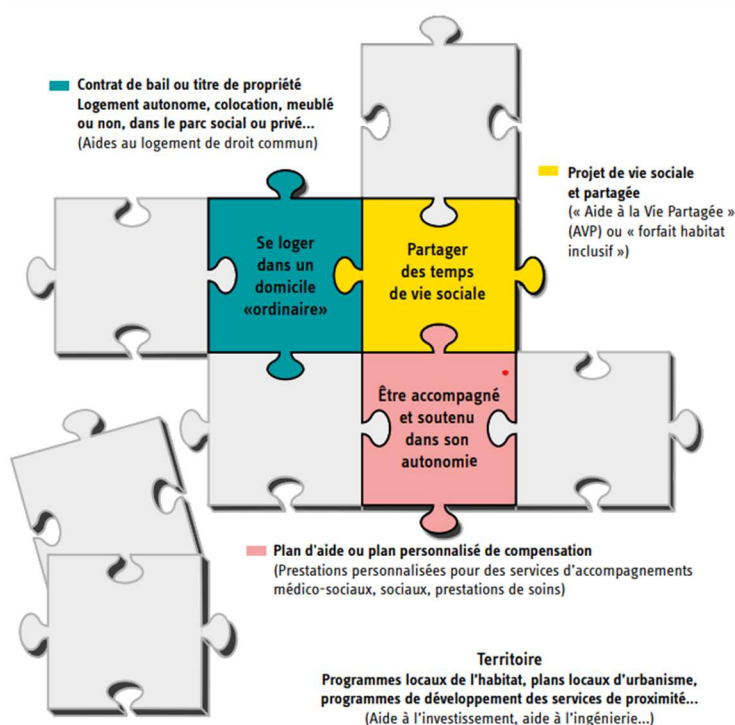 Contrat de bail ou titre de propriété
Logement autonome, colocation, meublé
ou non, dans le parc social ou privé...
(Aides au logement de droit commun)
Projet de vie sociale
et partagée
(« Aide à la Vie Partagée »
(AVP) ou « forfait habitat
inclusif »)
Se loger
dans un
domicile
«ordinaire»
Partager
des temps
de vie sociale
Être accompagné
et soutenu
dans son
autonomie
Plan d'aide ou plan personnalisé de compensation
(Prestations personnalisées pour des services d'accompagnements
médico-sociaux, sociaux, prestations de soins)
Territoire
Programmes locaux de l'habitat, plans locaux d'urbanisme,
programmes de développement des services de proximité...
(Aide à l'investissement, aide à l'ingénierie...)